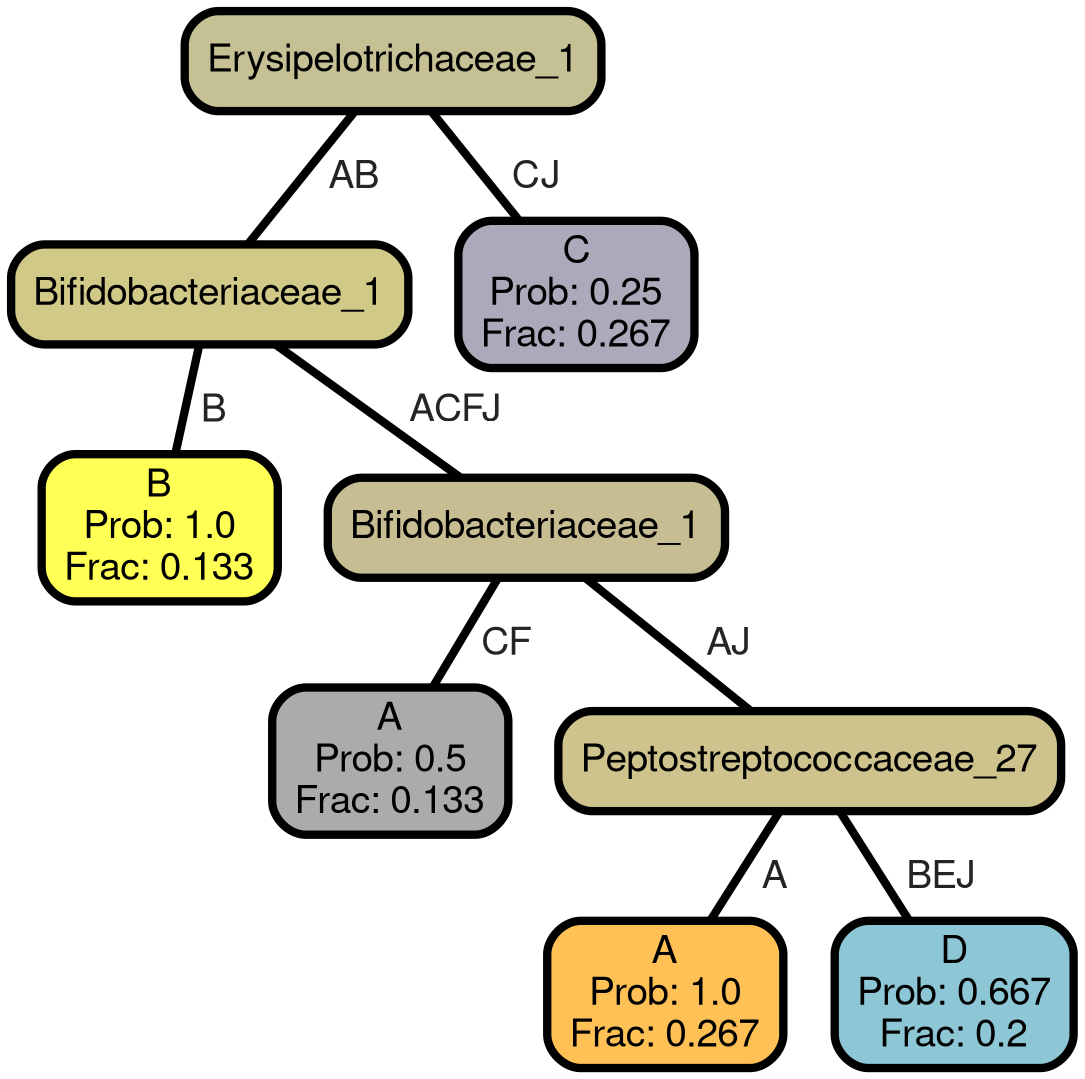 Erysipelotrichaceae_1
AB
CJ
Bifidobacteriaceae_1
C
Prob: 0.25
Frac: 0.267
B
ACFJ
B
Prob: 1.0
Frac: 0.133
Bifidobacteriaceae_1
CF
AJ
A
Prob: 0.5
Frac: 0.133
Peptostreptococcaceae_27
A
BEJ
A
Prob: 1.0
Frac: 0.267
D
Prob: 0.667
Frac: 0.2